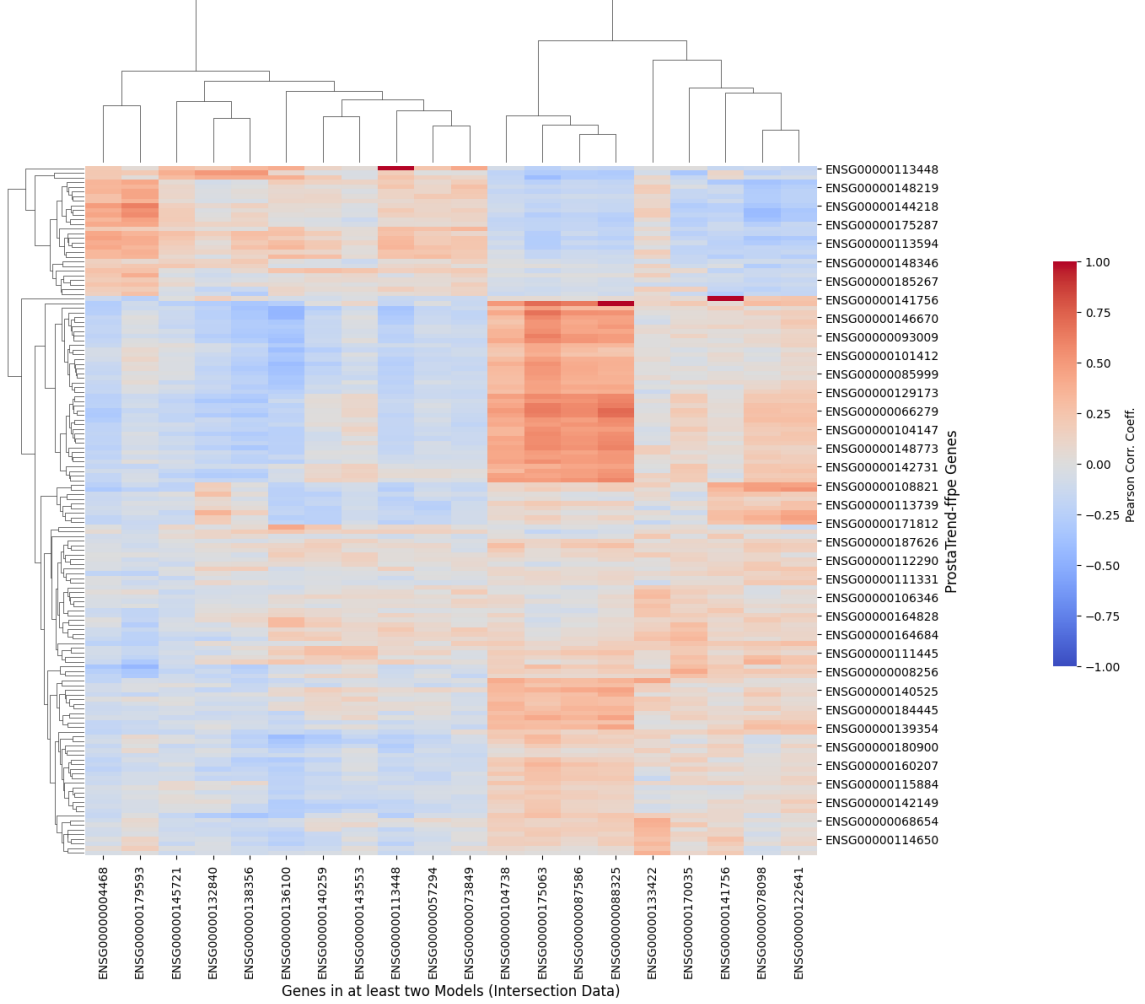 ENSG00000113448
ENSG00000148219
ENSG00000144218
ENSG00000175287
ENSG00000113594
ENSG00000148346
ENSG00000185267
ENSG00000141756
ENSG00000146670
ENSG00000093009
ENSG00000101412
ENSG00000085999
ENSG00000129173
ENSG00000066279
ENSG00000104147
ENSG00000148773
ENSG00000142731
ENSG00000108821
ENSG00000113739
ENSG00000171812
ENSG00000187626
ENSG00000112290
ENSG00000111331
ENSG00000106346
ENSG00000164828
ENSG00000164684
ENSG00000111445
ENSG00000008256
ENSG00000140525
ENSG00000184445
ENSG00000139354
ENSG00000180900
ENSG00000160207
ENSG00000115884
ENSG00000142149
ENSG00000068654
ENSG00000114650
ProstaTrend-ffpe Genes
1.00
0.75
0.50
0.25
0.00
−0.25
−0.50
−0.75
−1.00
Pearson Corr. Coeff.
ENSG00000004468
ENSG00000179593
ENSG00000145721
ENSG00000132840
ENSG00000138356
ENSG00000136100
ENSG00000140259
ENSG00000143553
ENSG00000113448
ENSG00000057294
ENSG00000073849
ENSG00000104738
ENSG00000175063
ENSG00000087586
ENSG00000088325
ENSG00000133422
ENSG00000170035
ENSG00000141756
ENSG00000078098
ENSG00000122641
Genes in at least two Models (Intersection Data)